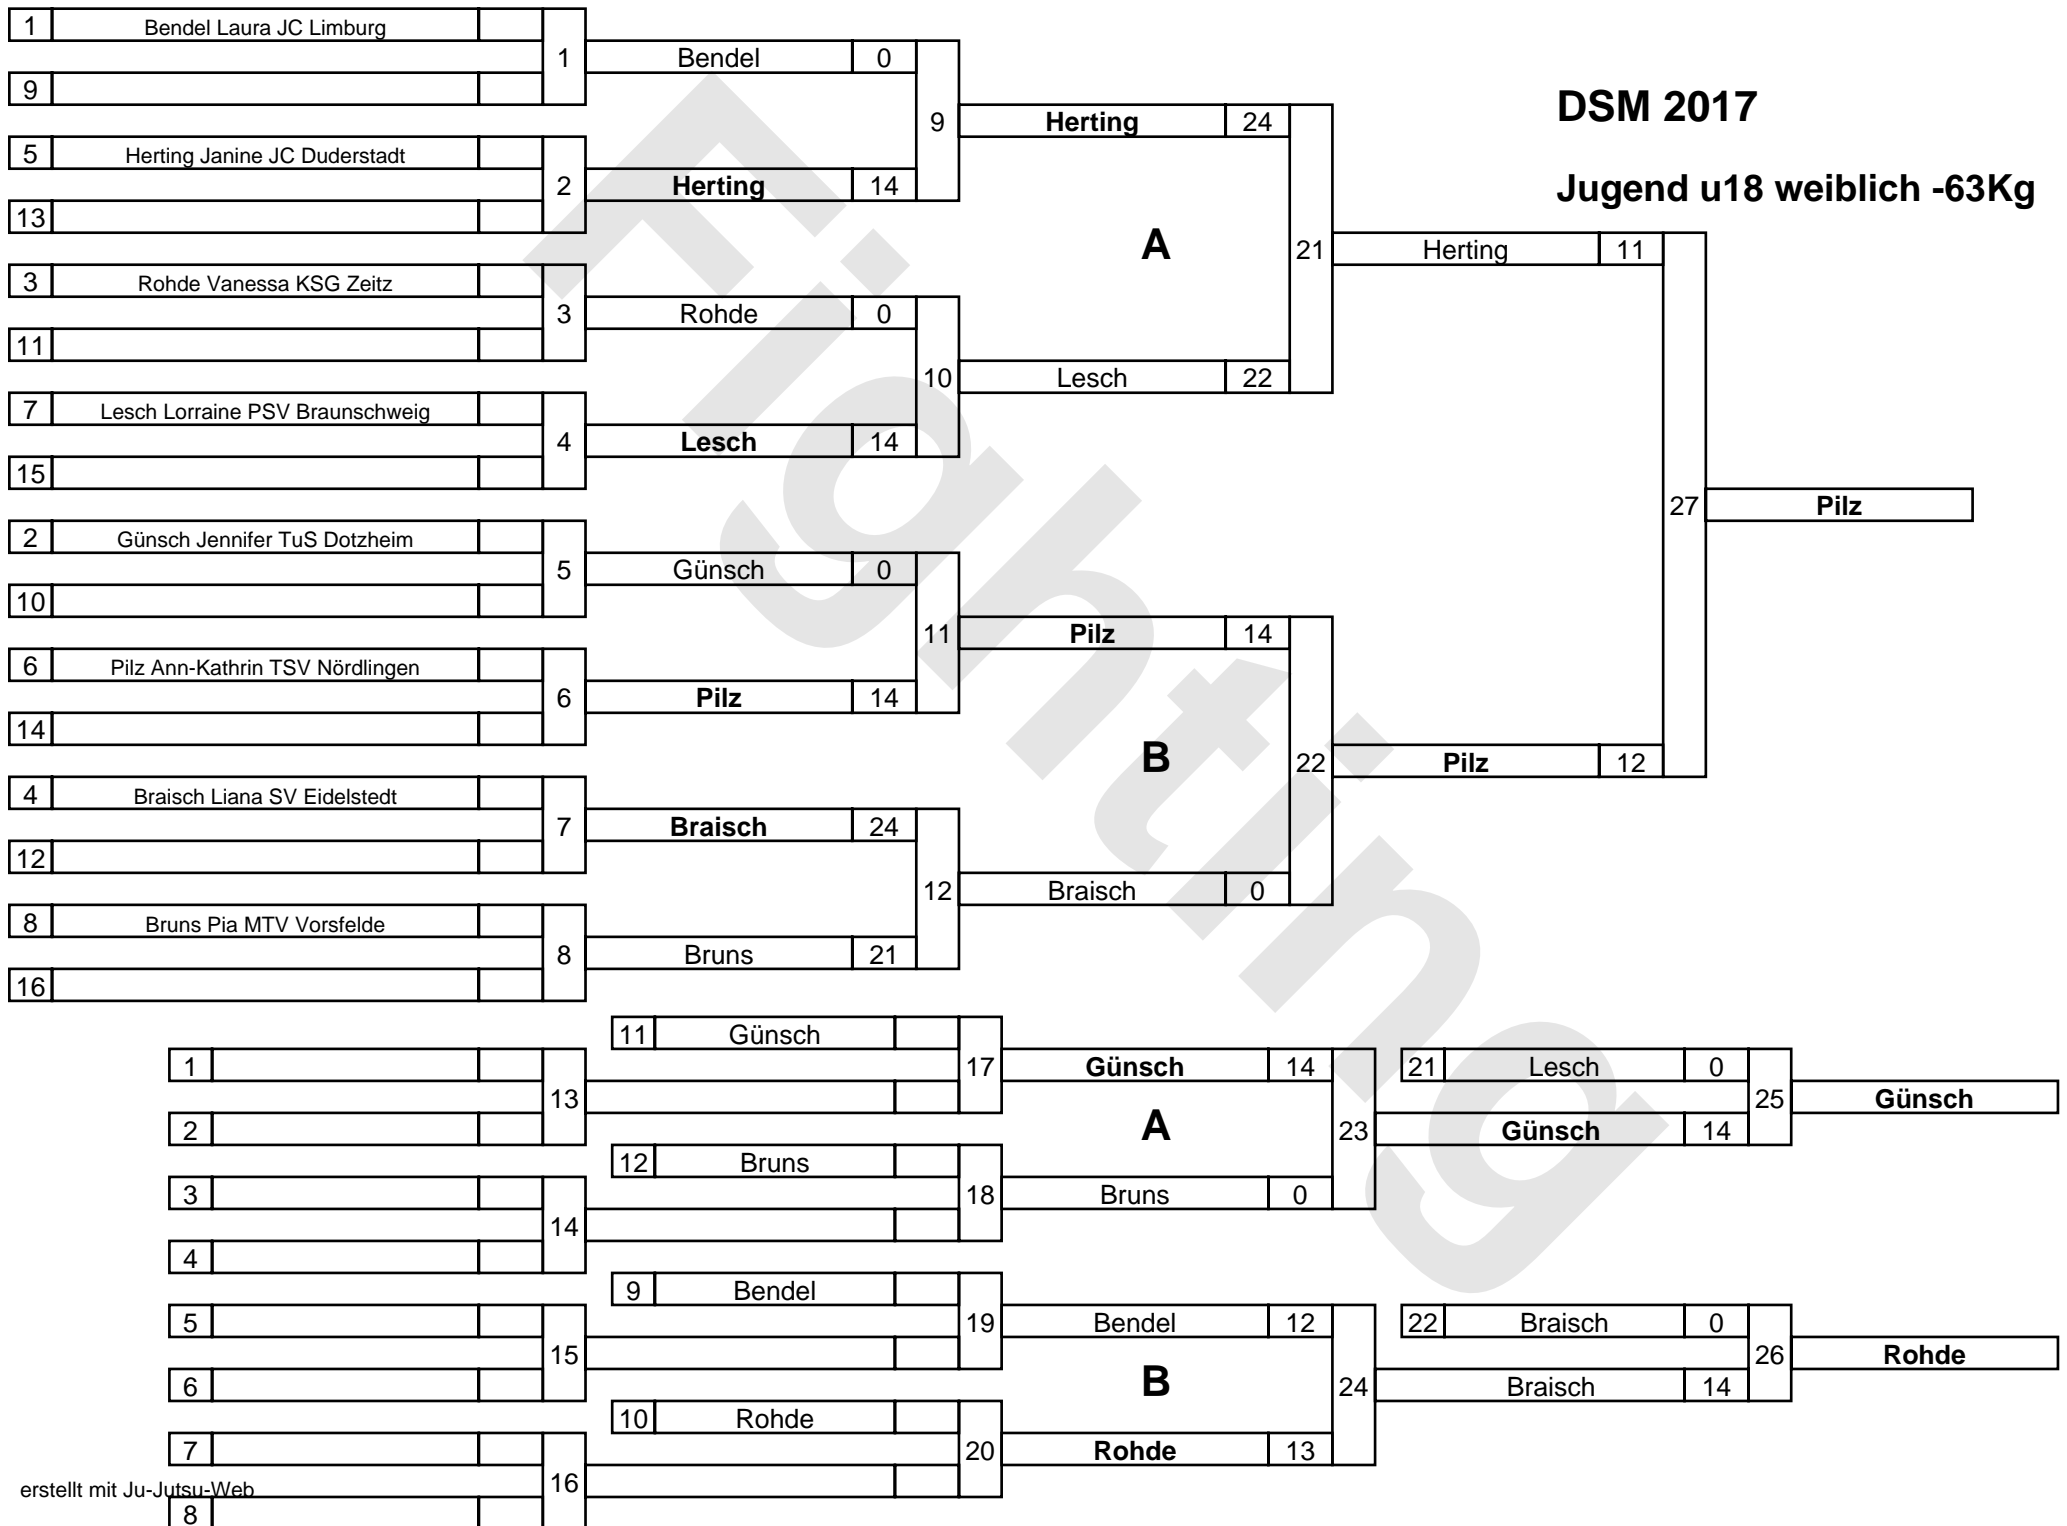 DSM 2017
Jugend u18 weiblich -63Kg
1 Bendel Laura JC Limburg
9
1
5 Herting Janine JC Duderstadt
13
2
3 Rohde Vanessa KSG Zeitz
11
3
7 Lesch Lorraine PSV Braunschweig
15
4
2 Günsch Jennifer TuS Dotzheim
10
5
6 Pilz Ann-Kathrin TSV Nördlingen
14
6
4 Braisch Liana SV Eidelstedt
12
7
8 Bruns Pia MTV Vorsfelde
16
8
Bendel 0
Herting 14
9
Rohde 0
Lesch 14
10
Günsch 0
Pilz 14
11
Braisch 24
Bruns 21
12
Herting 24
A
Lesch 22
21
Pilz 14
B
Braisch 0
22
Herting 11
Pilz 12
27
Pilz
1
2
13
3
4
14
5
6
15
7
8
16
11 Günsch
17
12 Bruns
18
9 Bendel
19
10 Rohde
20
Günsch 14
A
Bruns 0
23
Bendel 12
B
Rohde 13
24
21 Lesch 0
Günsch 14
25
Günsch
22 Braisch 0
Braisch 14
26
Rohde
erstellt mit Ju-Jutsu-Web
Fighting